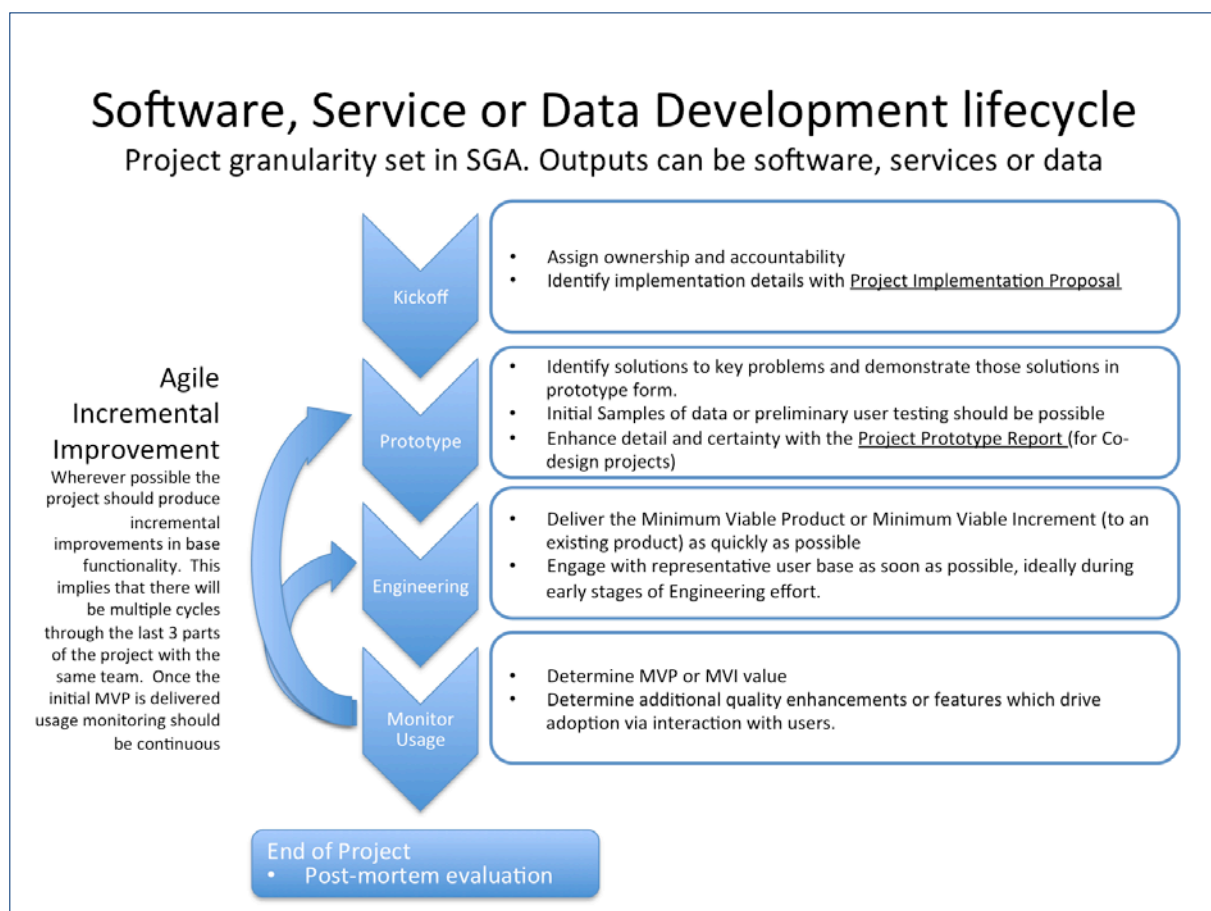 Software, Service or Data Development lifecycle
Project granularity set in SGA. Outputs can be software, services or data
Kickoff
• Assign ownership and accountability
• Identify implementation details with Project Implementation Proposal
Agile
Incremental
Improvement
Wherever possible the
project should produce
incremental
improvements in base
functionality. This
implies that there will
be multiple cycles
through the last 3 parts
of the project with the
same team. Once the
initial MVP is delivered
usage monitoring should
be continuous
Prototype
• Identify solutions to key problems and demonstrate those solutions in
prototype form.
• Initial Samples of data or preliminary user testing should be possible
• Enhance detail and certainty with the Project Prototype Report (for Co-
design projects)
Engineering
• Deliver the Minimum Viable Product or Minimum Viable Increment (to an
existing product) as quickly as possible
• Engage with representative user base as soon as possible, ideally during
early stages of Engineering effort.
Monitor
Usage
• Determine MVP or MVI value
• Determine additional quality enhancements or features which drive
adoption via interaction with users.
End of Project
• Post-mortem evaluation